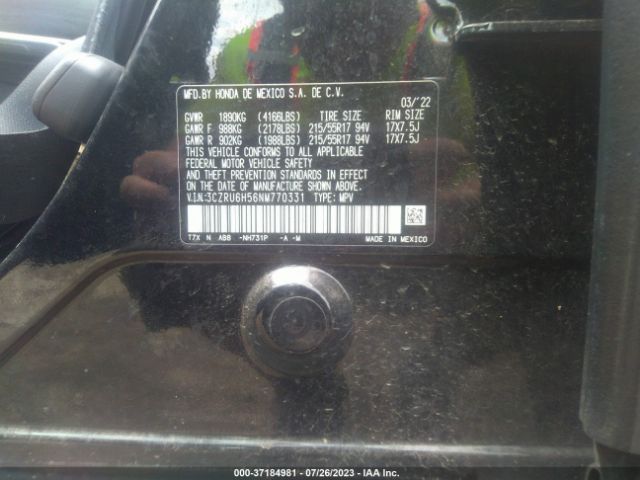 MFD.BY HONDA DE MEXICO S.A. DE C.V.
03/'22
GVWR 1890KG (4166LBS) TIRE SIZE RIM SIZE
GAWR F 988KG (2178LBS) 215/55R17 94V 17X7.5J
GAWR R 902KG (1988LBS) 215/55R17 94V 17X7.5J
THIS VEHICLE CONFORMS TO ALL APPLICABLE
FEDERAL MOTOR VEHICLE SAFETY
AND THEFT PREVENTION STANDARDS IN EFFECT
ON THE DATE OF MANUFACTURE SHOWN ABOVE.
V.I.N:3CZRU6H56NM770331 TYPE: MPV
T7X N ABB -NH731P -A -M MADE IN MEXICO
000-37184981 / 07/26/2023 / IAA Inc.